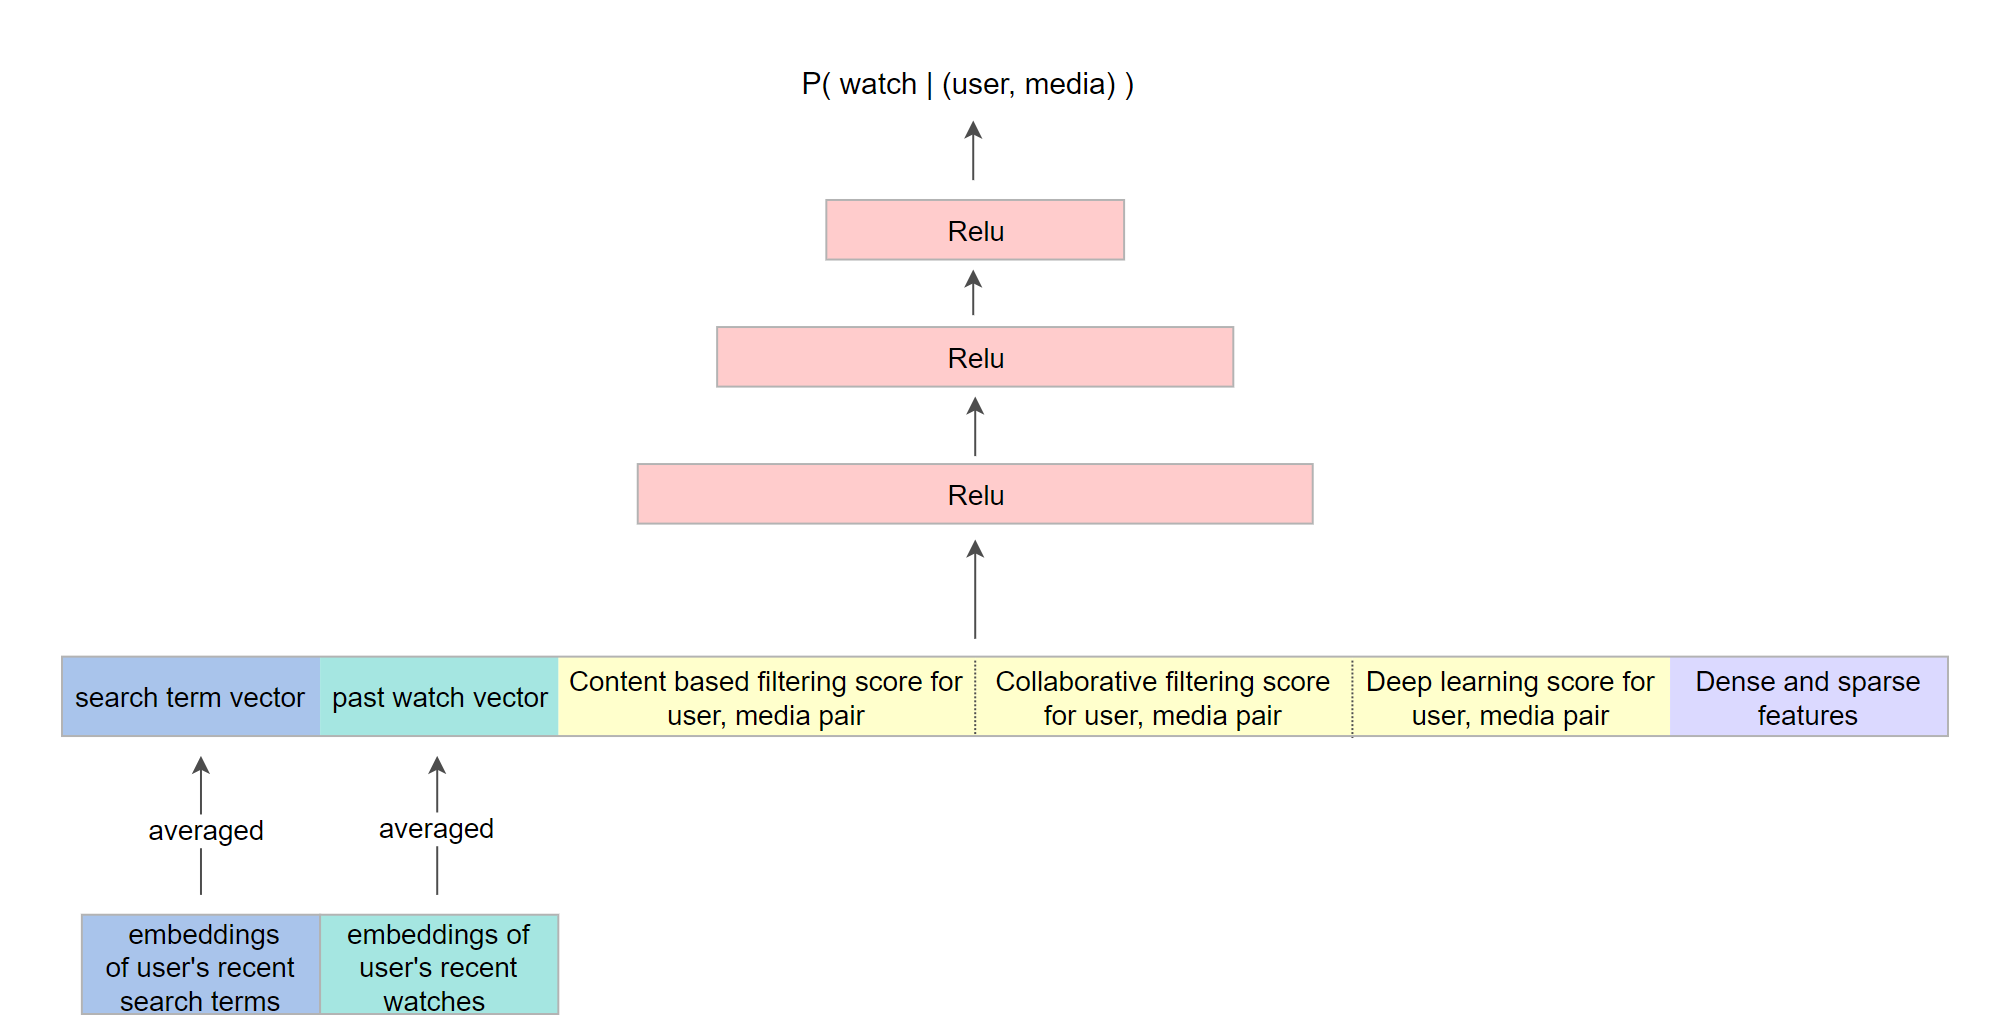 P( watch | (user, media) )
Relu
Relu
Relu
search term vector
past watch vector
Content based filtering score for
user, media pair
Collaborative filtering score
for user, media pair
Deep learning score for
user, media pair
Dense and sparse
features
averaged
averaged
embeddings
of user's recent
search terms
embeddings of
user's recent
watches